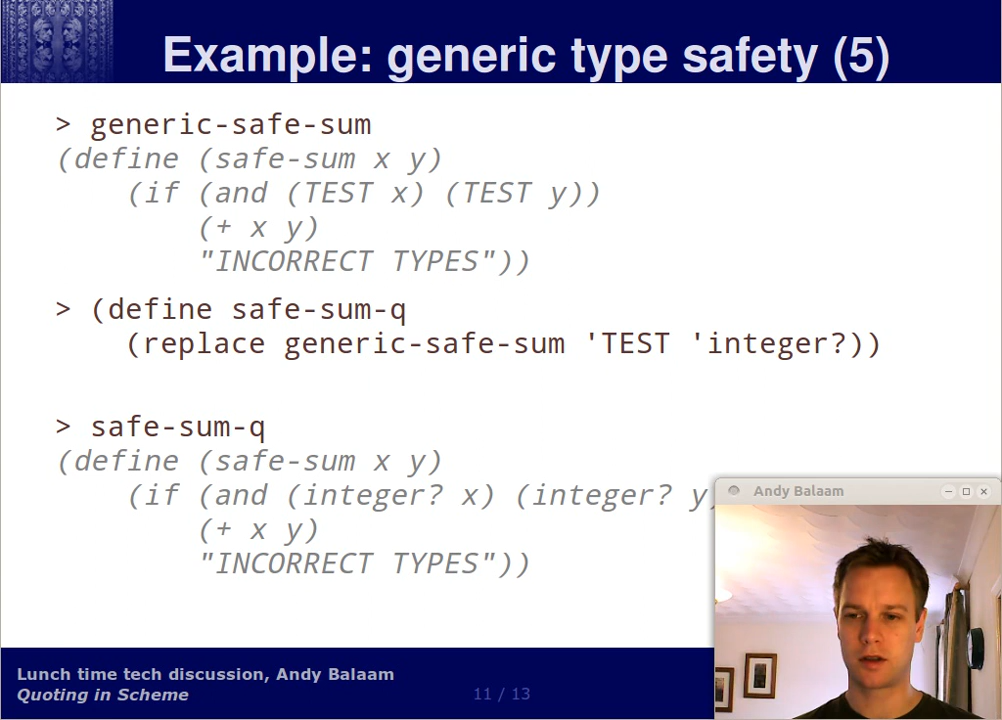 Example: generic type safety (5)
> generic-safe-sum
(define (safe-sum x y)
    (if (and (TEST x) (TEST y))
        (+ x y)
        "INCORRECT TYPES"))
> (define safe-sum-q
    (replace generic-safe-sum 'TEST 'integer?))
> safe-sum-q
(define (safe-sum x y)
    (if (and (integer? x) (integer? y
        (+ x y)
        "INCORRECT TYPES"))
Andy Balaam
Lunch time tech discussion, Andy Balaam
Quoting in Scheme
11 / 13